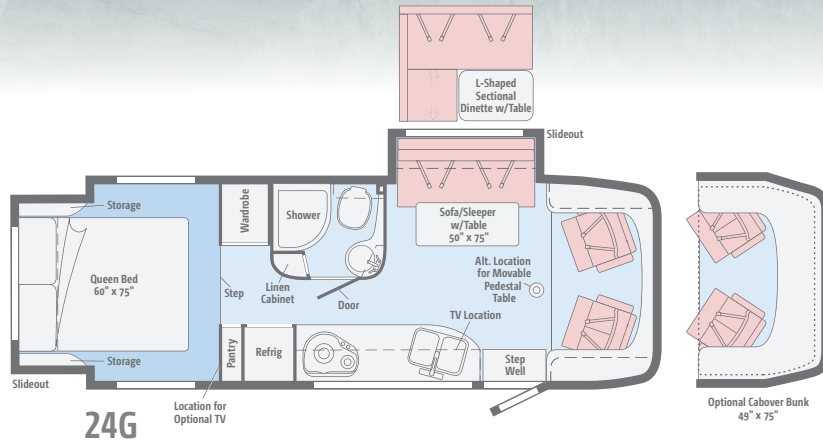 L-Shaped
Sectional
Dinette w/Table
Slideout
Storage
Wardrobe
Shower
Sofa/Sleeper
w/Table
50" x 75"
Queen Bed
60" x 75"
Step
Linen
Cabinet
Door
Alt. Location
for Movable
Pedestal
Table
TV Location
Pantry
Refrig
Step
Well
Storage
Slideout
Location for
Optional TV
24G
Optional Cabover Bunk
49" x 75"